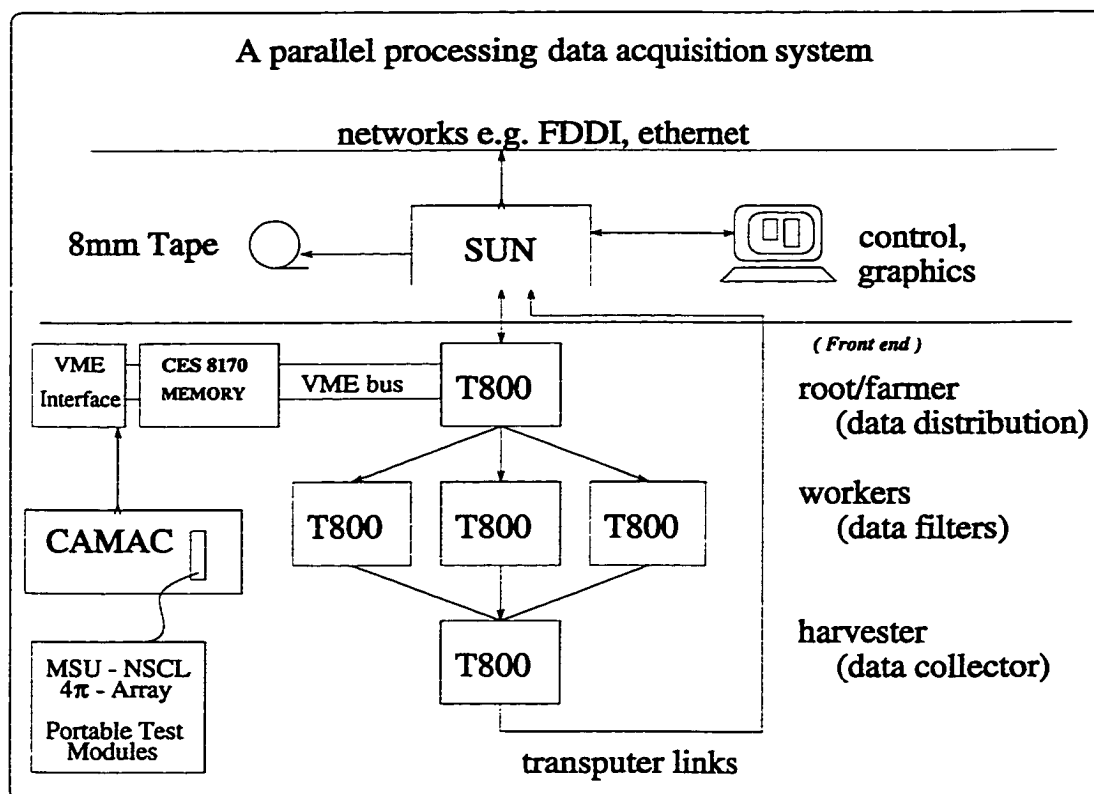 A parallel processing data acquisition system
networks e.g. FDDI, ethernet
8mm Tape
SUN
control,
graphics
( Front end )
VME
Interface
CES 8170
MEMORY
VME bus
T800
root/farmer
(data distribution)
T800
T800
T800
workers
(data filters)
CAMAC
T800
harvester
(data collector)
MSU - NSCL
4π - Array
Portable Test
Modules
transputer links